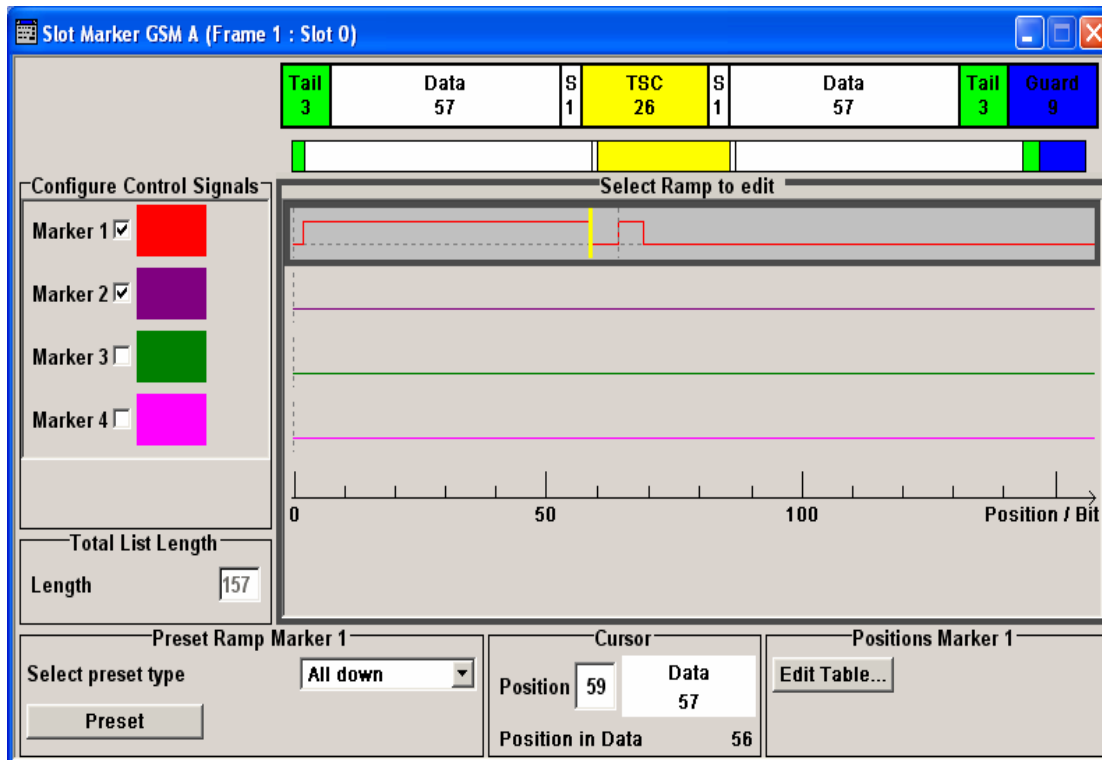 Slot Marker GSM A (Frame 1 : Slot 0)
Tail Data S TSC S Data Tail Guard
3 57 1 26 1 57 3 9
Configure Control Signals
Select Ramp to edit
Marker 1
Marker 2
Marker 3
Marker 4
0 50 100 Position / Bit
Total List Length
Length 157
Preset Ramp Marker 1
Select preset type All down
Preset
Cursor
Position 59 Data
57
Position in Data 56
Positions Marker 1
Edit Table...